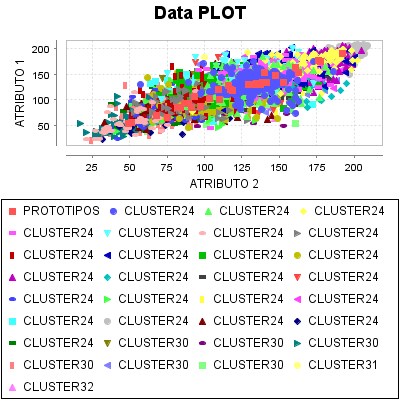 Data PLOT
ATRIBUTO 1
200
150
100
50
25 50 75 100 125 150 175 200
ATRIBUTO 2
PROTOTIPOS CLUSTER24 CLUSTER24 CLUSTER24
CLUSTER24 CLUSTER24 CLUSTER24 CLUSTER24
CLUSTER24 CLUSTER24 CLUSTER24 CLUSTER24
CLUSTER24 CLUSTER24 CLUSTER24 CLUSTER24
CLUSTER24 CLUSTER24 CLUSTER24 CLUSTER24
CLUSTER24 CLUSTER24 CLUSTER24 CLUSTER24
CLUSTER24 CLUSTER30 CLUSTER30 CLUSTER30
CLUSTER30 CLUSTER30 CLUSTER30 CLUSTER31
CLUSTER32